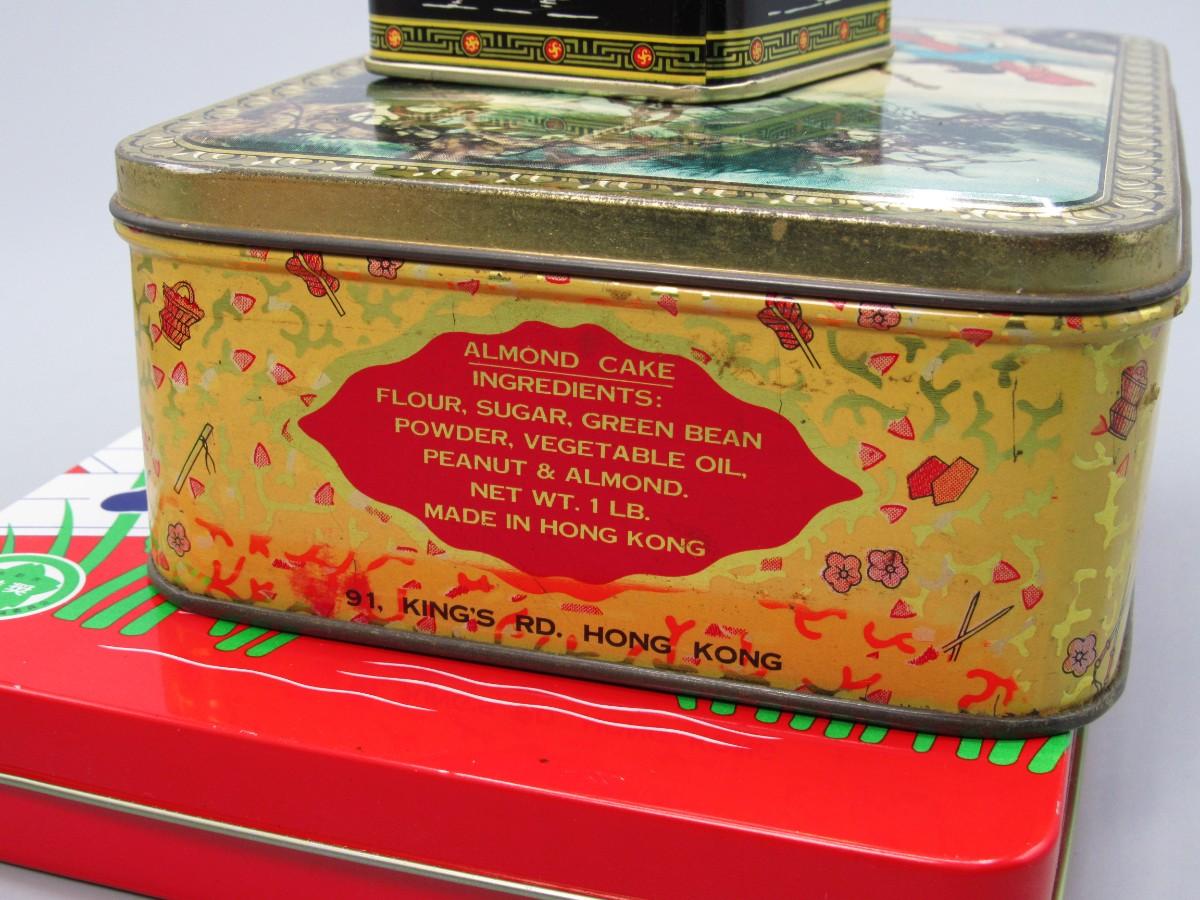 ALMOND CAKE
INGREDIENTS:
FLOUR, SUGAR, GREEN BEAN
POWDER, VEGETABLE OIL,
PEANUT & ALMOND.
NET WT. 1 LB.
MADE IN HONG KONG
91, KING'S RD. HONG KONG